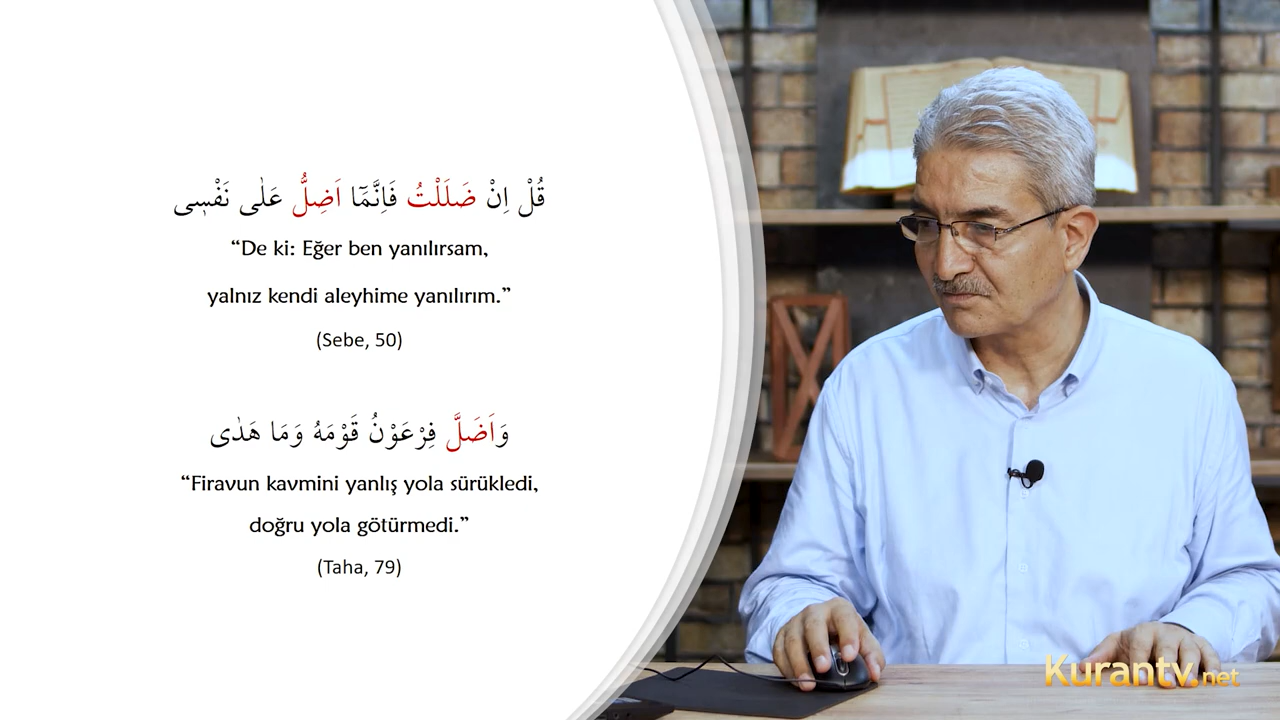 قُلْ اِنْ ضَلَلْتُ فَاِنَّمَٓا اَضِلُّ عَلٰى نَفْسٖى
“De ki: Eğer ben yanılırsam,
yalnız kendi aleyhime yanılırım.”
(Sebe, 50)
وَاَضَلَّ فِرْعَوْنُ قَوْمَهُ وَمَا هَدٰى
“Firavun kavmini yanlış yola sürükledi,
doğru yola götürmedi.”
(Taha, 79)
Kurantv.net